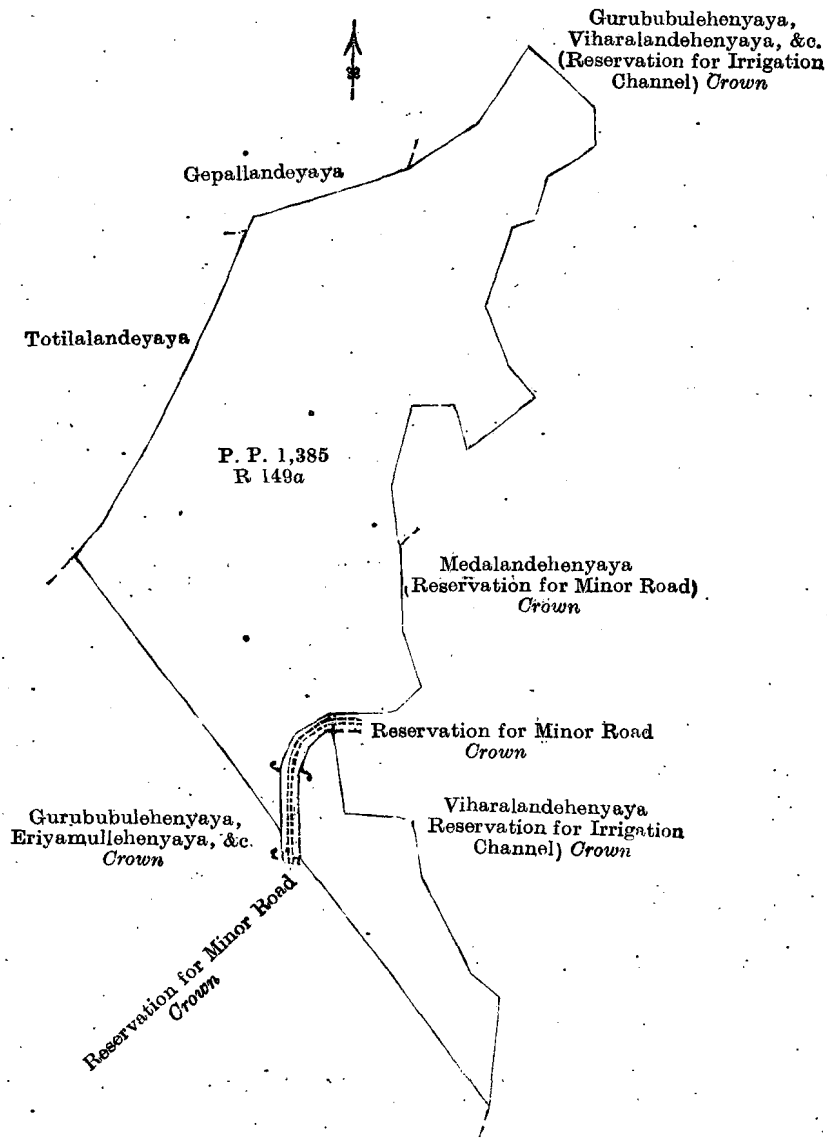 Gurububulehenyaya,
Viharalandehenyaya, &c.
(Reservation for Irrigation
Channel) Crown
Gepallandeyaya
Totilalandeyaya
P. P. 1,385
R 149a
Medalandehenyaya
(Reservation for Minor Road)
Crown
Reservation for Minor Road
Crown
Viharalandehenyaya
Reservation for Irrigation
Channel) Crown
Gurububulehenyaya,
Eriyamullehenyaya, &c.
Crown
Reservation for Minor Road
Crown